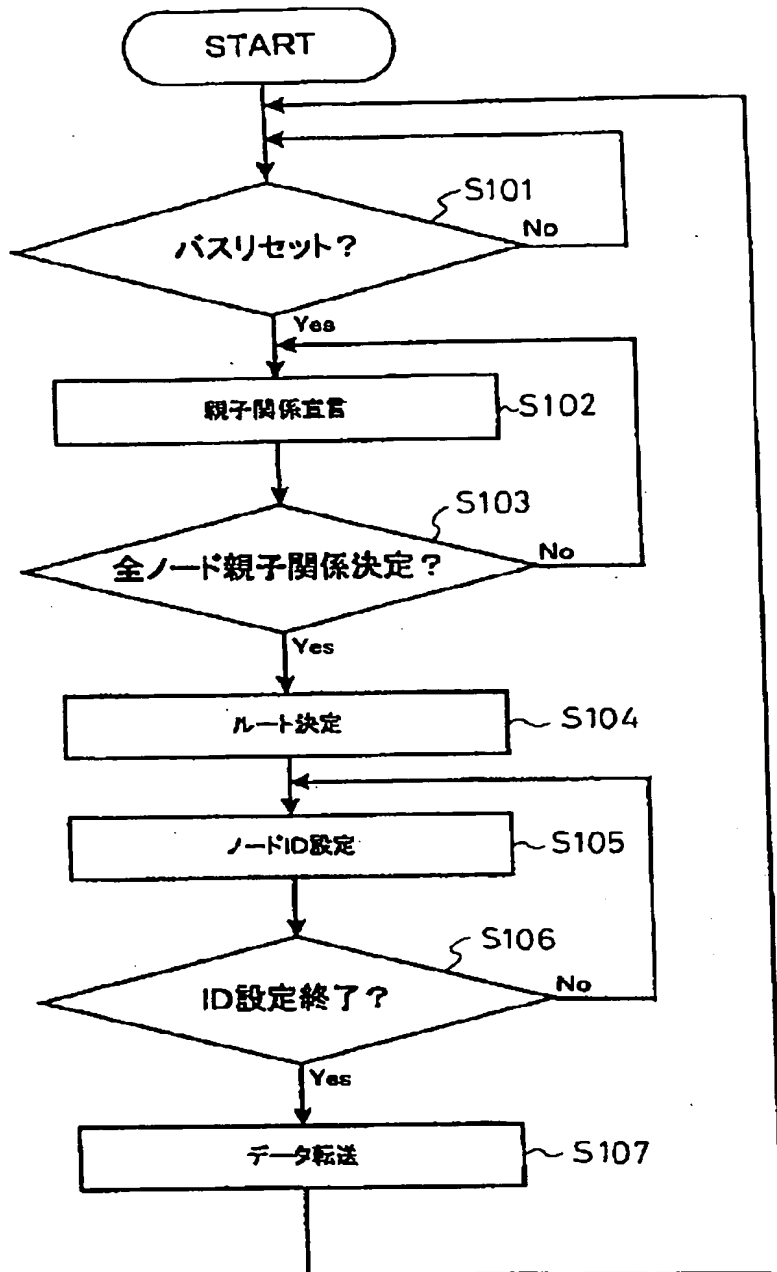 START
S101
バスリセット?
No
Yes
親子関係宣言
S102
S103
全ノード親子関係決定?
No
Yes
ルート決定
S104
ノードID設定
S105
S106
ID設定終了?
No
Yes
データ転送
S107